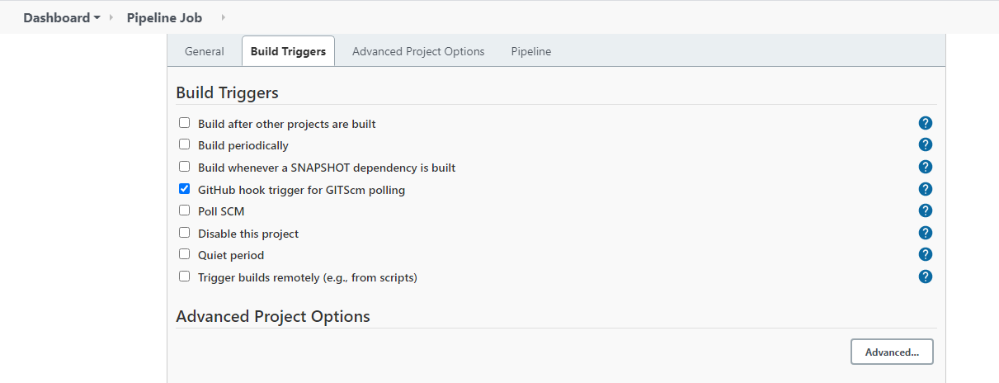 Dashboard Pipeline Job
General Build Triggers Advanced Project Options Pipeline
Build Triggers
Build after other projects are built ?
Build periodically ?
Build whenever a SNAPSHOT dependency is built ?
GitHub hook trigger for GITScm polling ?
Poll SCM ?
Disable this project ?
Quiet period ?
Trigger builds remotely (e.g., from scripts) ?
Advanced Project Options
Advanced...